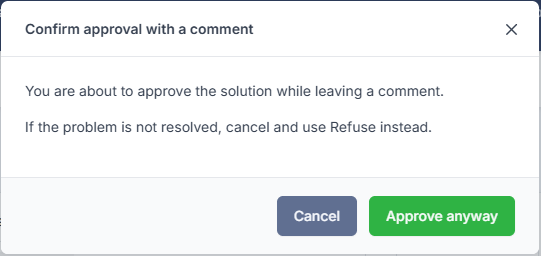 Confirm approval with a comment
You are about to approve the solution while leaving a comment.
If the problem is not resolved, cancel and use Refuse instead.
Cancel
Approve anyway